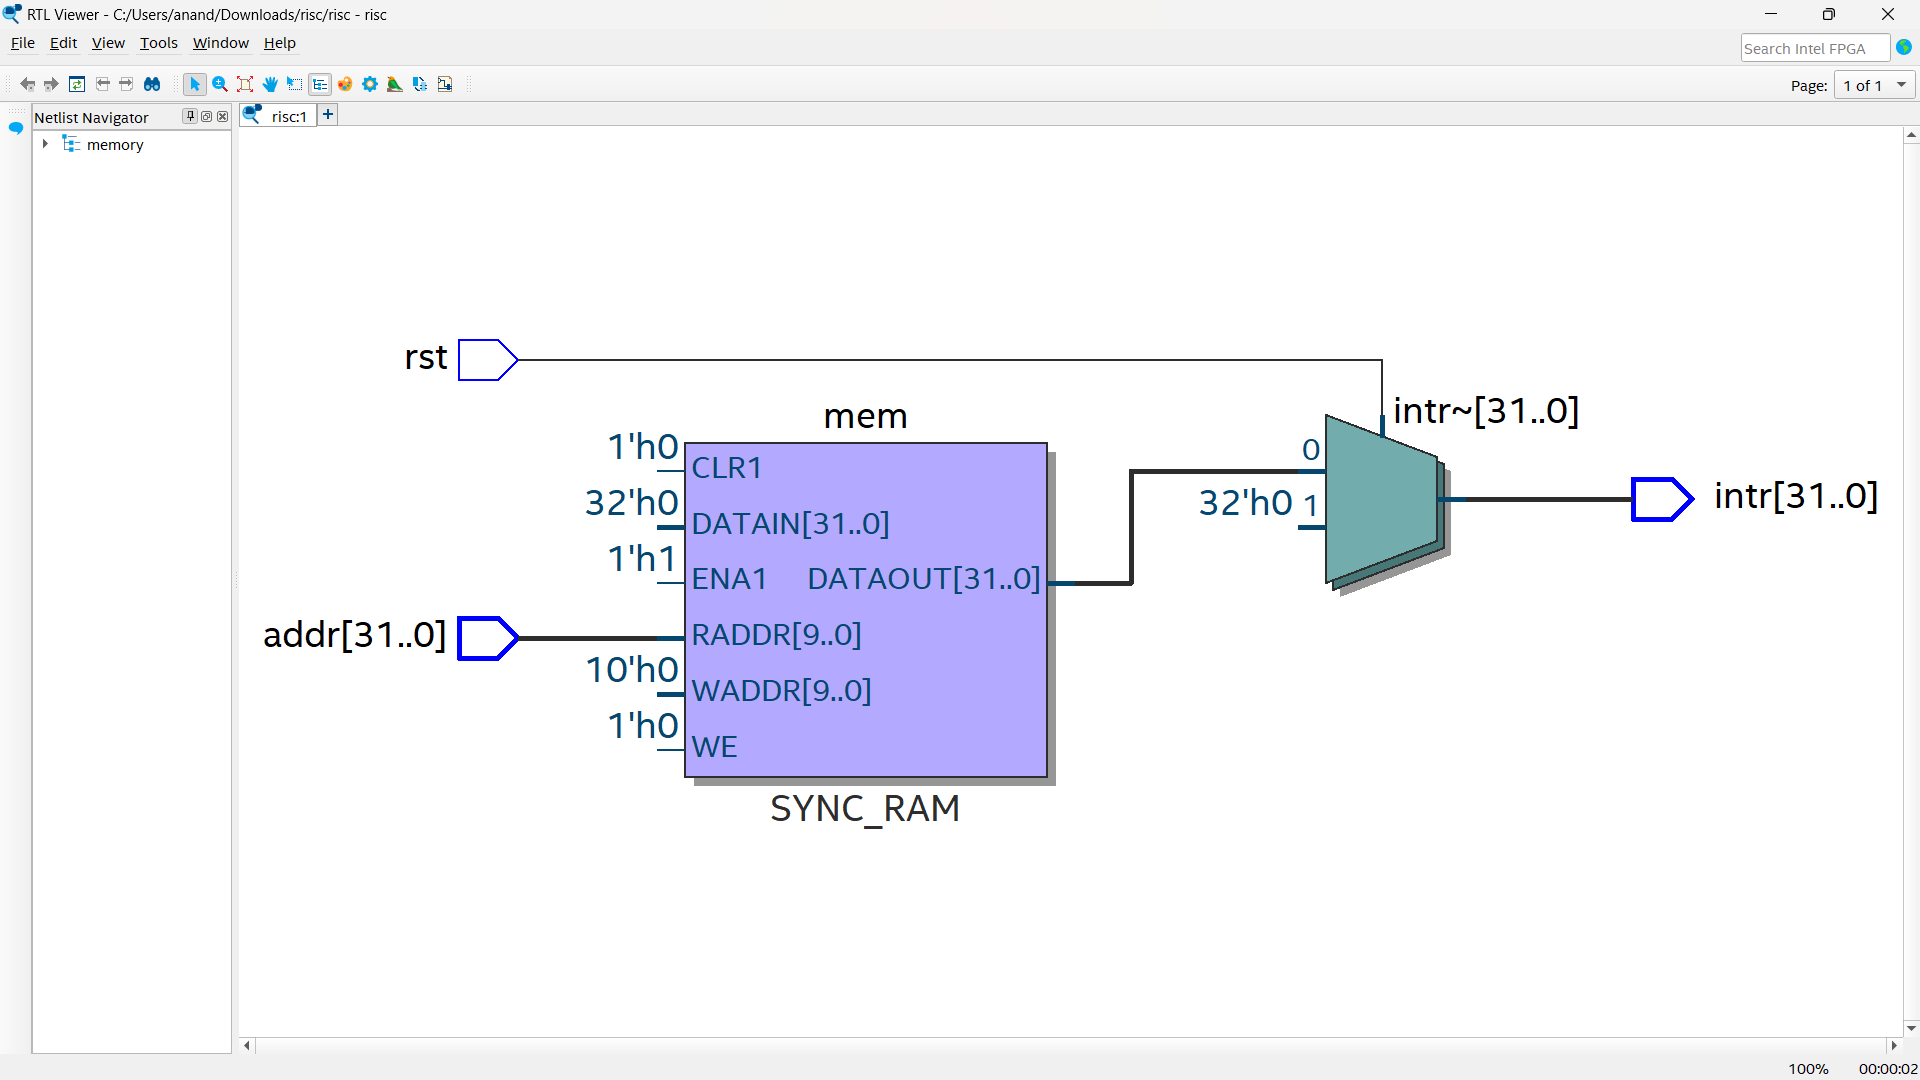 RTL Viewer - C:/Users/anand/Downloads/risc/risc - risc
File Edit View Tools Window Help
Search Intel FPGA
Page: 1 of 1
Netlist Navigator
risc:1
memory
rst
mem
intr~[31..0]
1'h0
CLR1
0
32'h0
DATAIN[31..0]
32'h0
1
intr[31..0]
1'h1
ENA1
DATAOUT[31..0]
addr[31..0]
RADDR[9..0]
10'h0
WADDR[9..0]
1'h0
WE
SYNC_RAM
100%
00:00:02